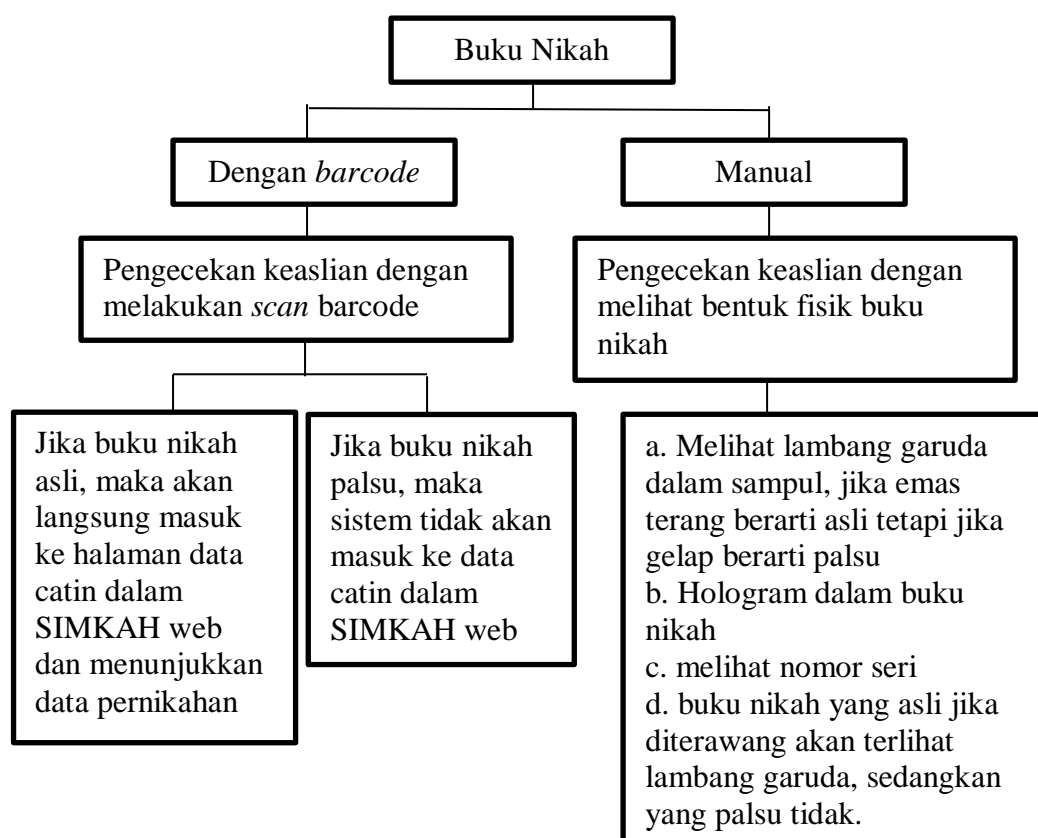 Buku Nikah
Dengan barcode
Manual
Pengecekan keaslian dengan
melakukan scan barcode
Pengecekan keaslian dengan
melihat bentuk fisik buku
nikah
Jika buku nikah
asli, maka akan
langsung masuk
ke halaman data
catin dalam
SIMKAH web
dan menunjukkan
data pernikahan
Jika buku nikah
palsu, maka
sistem tidak akan
masuk ke data
catin dalam
SIMKAH web
a. Melihat lambang garuda
dalam sampul, jika emas
terang berarti asli tetapi jika
gelap berarti palsu
b. Hologram dalam buku
nikah
c. melihat nomor seri
d. buku nikah yang asli jika
diterawang akan terlihat
lambang garuda, sedangkan
yang palsu tidak.